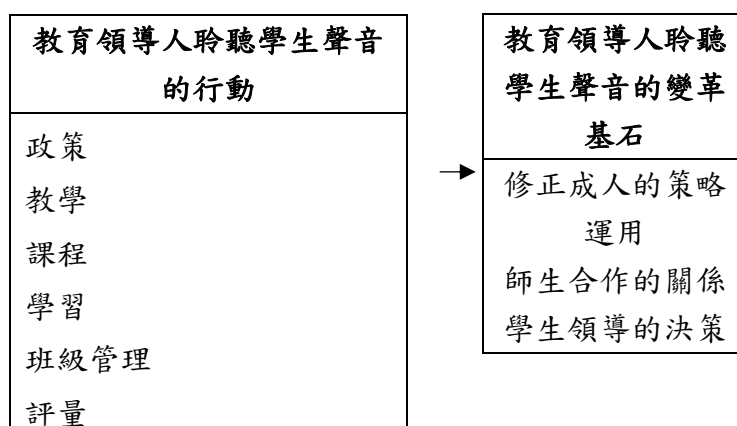 教育領導人聆聽學生聲音
的行動
政策
教學
課程
學習
班級管理
評量
教育領導人聆聽
學生聲音的變革
基石
修正成人的策略
運用
師生合作的關係
學生領導的決策